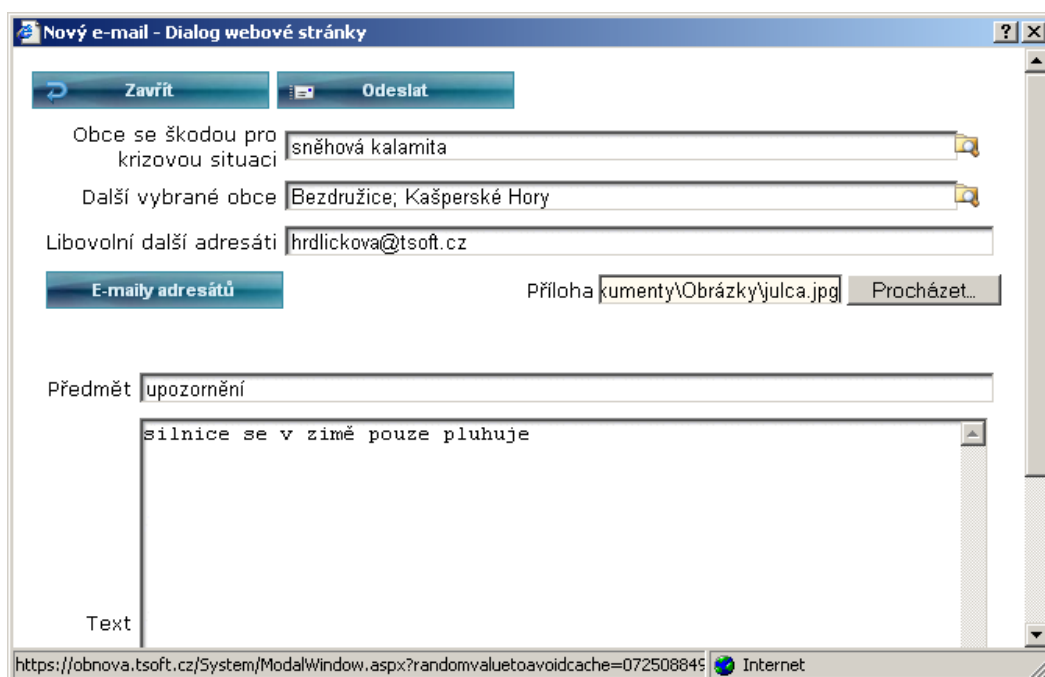 Nový e-mail - Dialog webové stránky
Zavřít
Odeslat
Obce se škodou pro
krizovou situaci
sněhová kalamita
Další vybrané obce
Bezdružice; Kašperské Hory
Libovolní další adresáti
hrdlickova@tsoft.cz
E-maily adresátů
Příloha
kumenty\Obrázky\julca.jpg
Procházet...
Předmět
upozornění
silnice se v zimě pouze pluhuje
Text
https://obnova.tsoft.cz/System/ModalWindow.aspx?randomvaluetoavoidcache=072508849
Internet